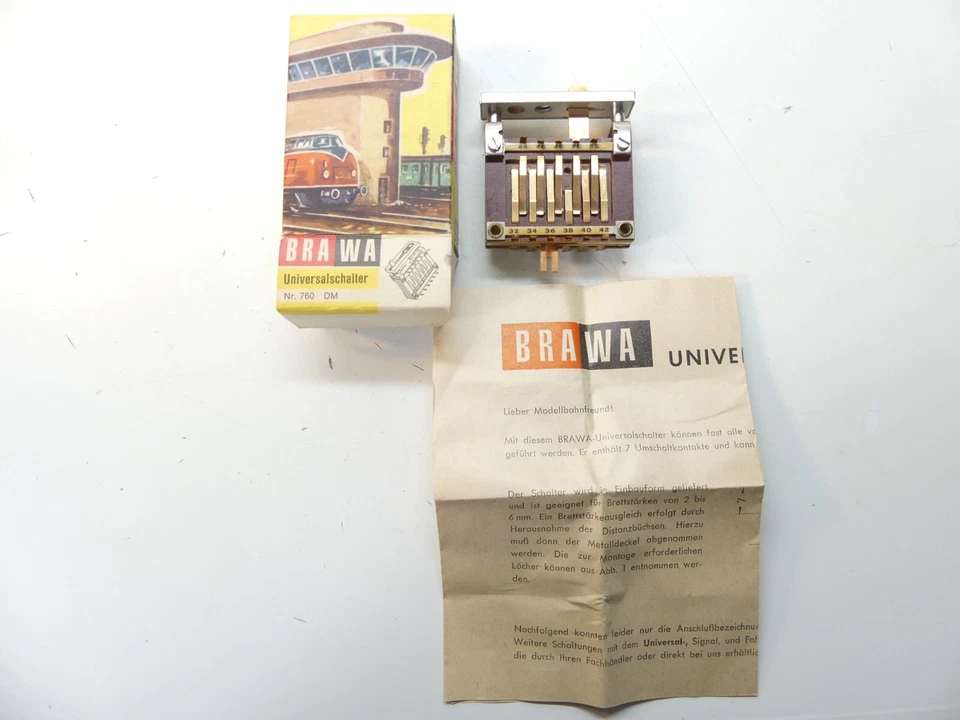 BRAWA
Universalschalter
Nr. 760 DM
32 34 36 38 40 42
BRAWA UNIVE
Lieber Modellbahnfreund!
Mit diesem BRAWA-Universalschalter können fast alle vo
geführt werden. Er enthält 7 Umschaltkontakte und kann
Der Schalter wird in Einbauform geliefert
und ist geeignet für Brettstärken von 2 bis
6 mm. Ein Brettstärkeausgleich erfolgt durch
Herausnahme der Distanzbüchsen. Hierzu
muß dann der Metalldeckel abgenommen
werden. Die zur Montage erforderlichen
Löcher können aus Abb. 1 entnommen wer-
den.
Nachfolgend konnten leider nur die Anschlußbezeichnu
Weitere Schaltungen mit dem Universal-, Signal, und Fah
die durch Ihren Fachhändler oder direkt bei uns erhältlic